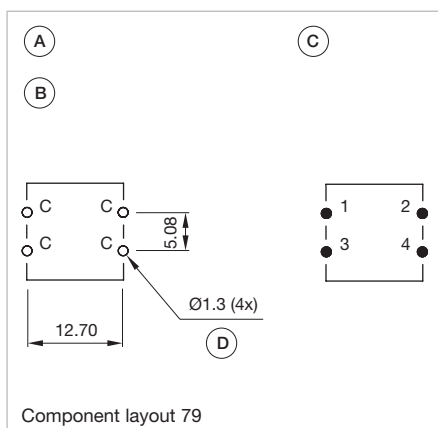 A
C
B
C C
1 2
C C
3 4
5.08
Ø1.3 (4x)
12.70
D
Component layout 79